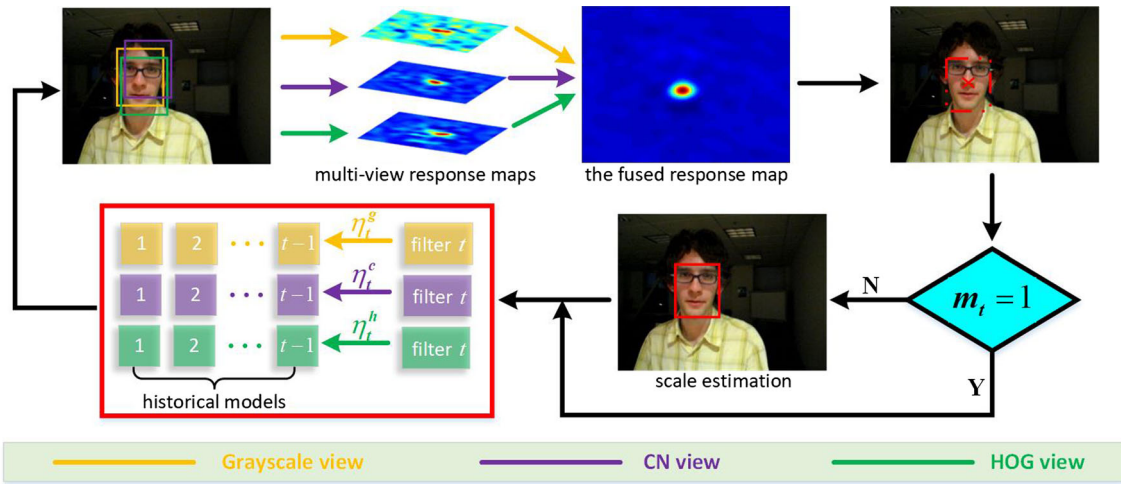 multi-view response maps
the fused response map
1 2 ••• t−1 η_t^g filter t
1 2 ••• t−1 η_t^c filter t
1 2 ••• t−1 η_t^h filter t
historical models
scale estimation
N
m_t = 1
Y
Grayscale view
CN view
HOG view